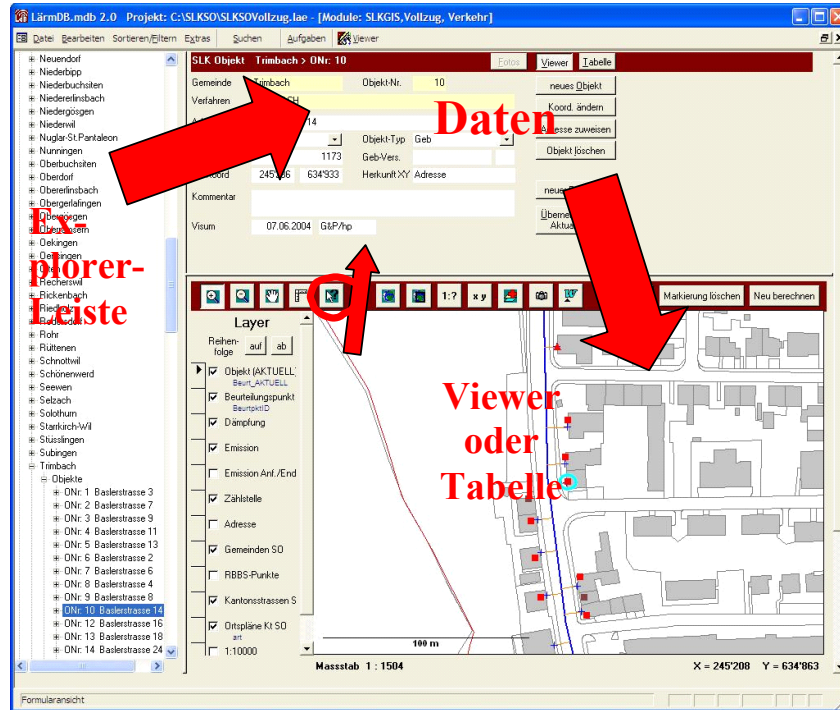 LärmDB.mdb 2.0 Projekt: C:\SLKSO\SLKSOVollzug.lae - [Module: SLKGIS,Vollzug, Verkehr]
Datei Bearbeiten Sortieren/Filtern Extras Suchen Aufgaben Viewer
Neuendorf
Niederbipp
Niederbuchsiten
Niedererlinsbach
Niedergösgen
Niederwil
Nuglar-St.Pantaleon
Nunningen
Oberbuchsiten
Oberdorf
Obererlinsbach
Obergerlafingen
Obergösgen
Oekingen
Recherswil
Rickenbach
Rohr
Rüttenen
Schnottwil
Schönenwerd
Seewen
Selzach
Solothurn
Starrkirch-Wil
Stüsslingen
Subingen
Trimbach
Objekte
ONr: 1 Baslerstrasse 3
ONr: 2 Baslerstrasse 7
ONr: 3 Baslerstrasse 9
ONr: 4 Baslerstrasse 11
ONr: 5 Baslerstrasse 13
ONr: 6 Baslerstrasse 2
ONr: 7 Baslerstrasse 6
ONr: 8 Baslerstrasse 4
ONr: 9 Baslerstrasse 8
ONr: 10 Baslerstrasse 14
ONr: 12 Baslerstrasse 16
ONr: 13 Baslerstrasse 18
ONr: 14 Baslerstrasse 24
Ex-
plorer-
Leiste
SLK Objekt Trimbach > ONr: 10 Fotos Viewer Tabelle
Gemeinde Trimbach Objekt-Nr. 10 neues Objekt
Verfahren CH Koord. ändern
14 Daten zuweisen
Objekt-Typ Geb Objekt löschen
1173 Geb-Vers.
634'933 Herkunft XY Adresse
Kommentar
Visum 07.06.2004 G&P/hp
1:? x y Markierung löschen Neu berechnen
Layer
Reihen-
folge auf ab
Objekt (AKTUELL)
Beurt_AKTUELL
Beurteilungspunkt
BeurtpktID
Dämpfung
Emission
Emission Anf./End
Zählstelle
Adresse
Gemeinden SO
RBBS-Punkte
Kantonsstrassen S
Ortspläne Kt SO
art
1:10000
Viewer
oder
Tabelle
100 m
Massstab 1 : 1504 X = 245'208 Y = 634'863
Formularansicht